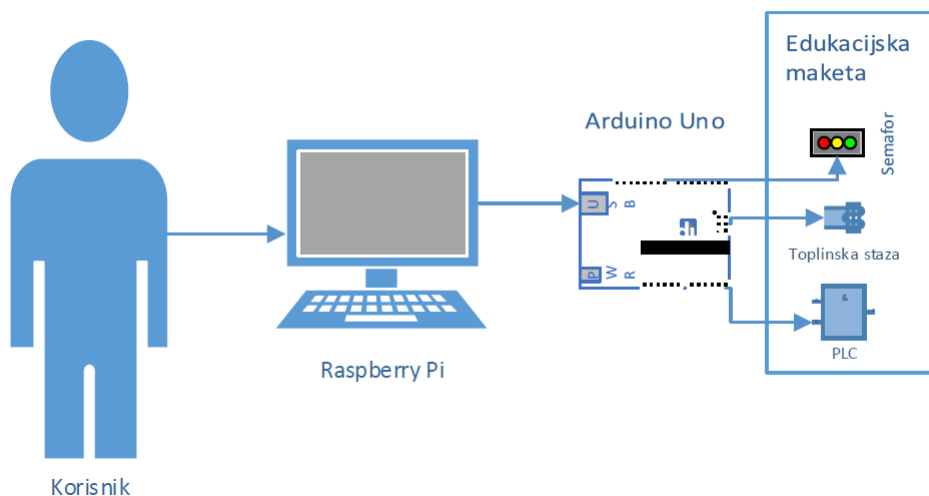 Edukacijska
maketa
Arduino Uno
Semafor
U S B
P W R
Toplinska staza
&
PLC
Raspberry Pi
Korisnik